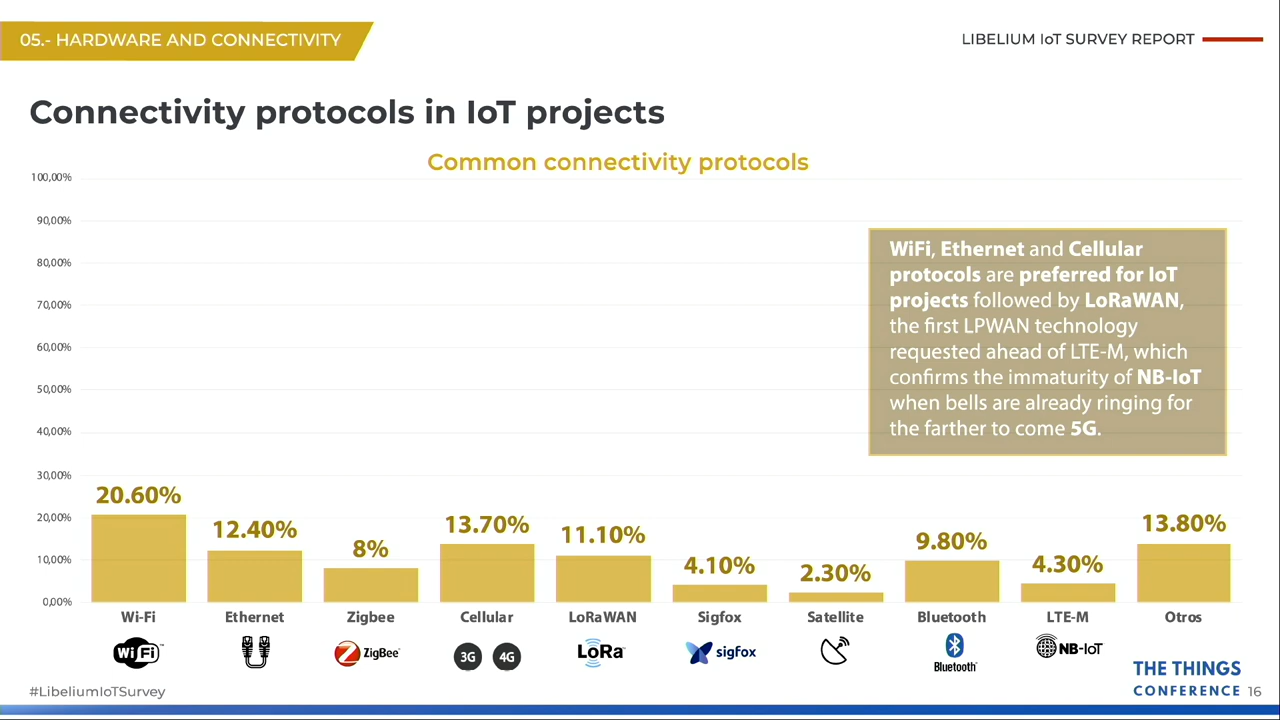 05.- HARDWARE AND CONNECTIVITY
LIBELIUM IoT SURVEY REPORT
Connectivity protocols in IoT projects
Common connectivity protocols
100,00%
90,00%
80,00%
70,00%
60,00%
50,00%
40,00%
30,00%
20,00%
10,00%
0,00%
WiFi, Ethernet and Cellular
protocols are preferred for IoT
projects followed by LoRaWAN,
the first LPWAN technology
requested ahead of LTE-M, which
confirms the immaturity of NB-IoT
when bells are already ringing for
the farther to come 5G.
20.60%
12.40%
8%
13.70%
11.10%
4.10%
2.30%
9.80%
4.30%
13.80%
Wi-Fi
Ethernet
Zigbee
Cellular
LoRaWAN
Sigfox
Satellite
Bluetooth
LTE-M
Otros
WiFi
ZigBee
3G
4G
LoRa
sigfox
Bluetooth
NB-IoT
THE THINGS
CONFERENCE
#LibeliumIoTSurvey
16